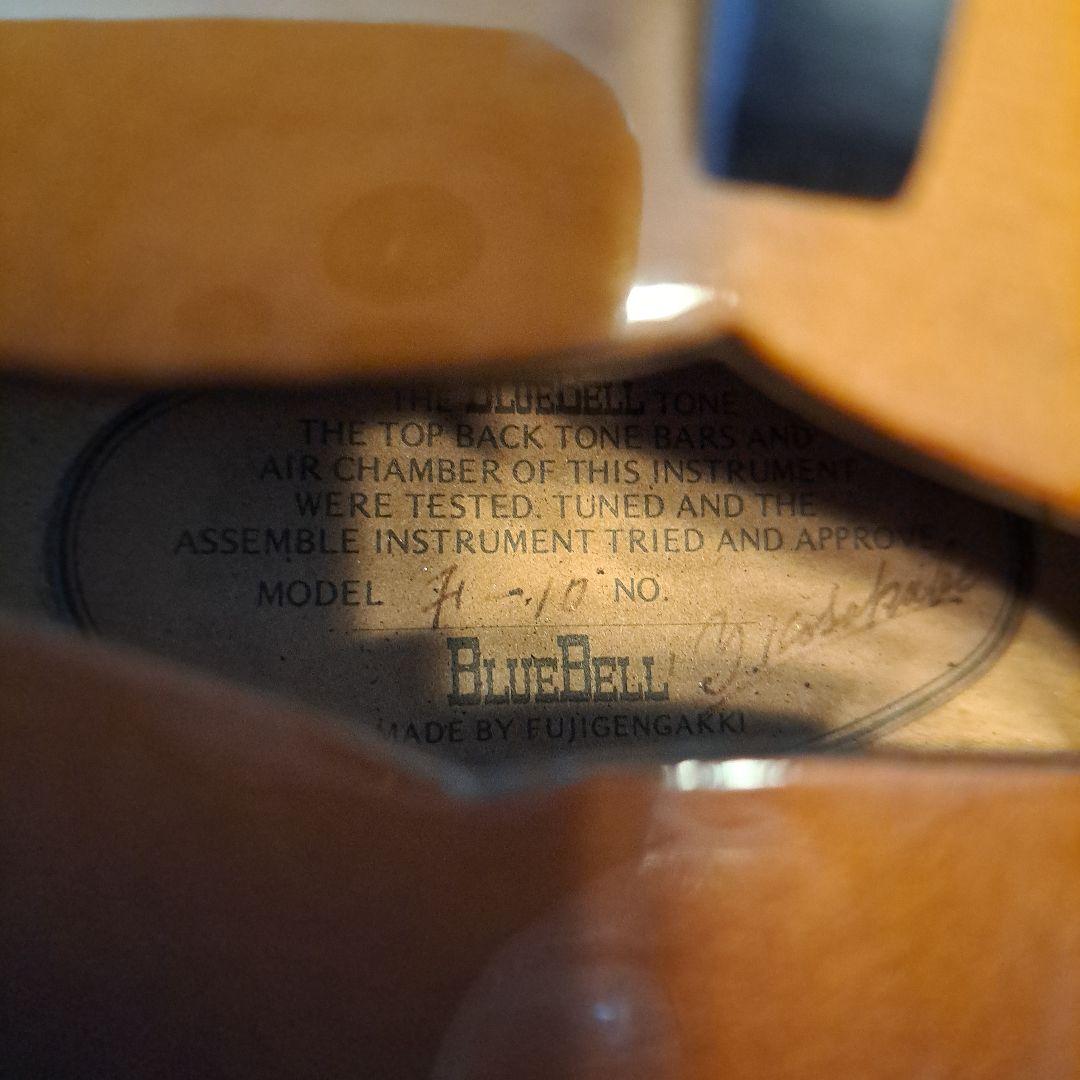 THE BLUEBELL TONE
THE TOP BACK TONE BARS AND
AIR CHAMBER OF THIS INSTRUMENT
WERE TESTED. TUNED AND THE
ASSEMBLE INSTRUMENT TRIED AND APPROVE
MODEL -10 NO.
BLUEBELL
MADE BY FUJIGENGAKKI